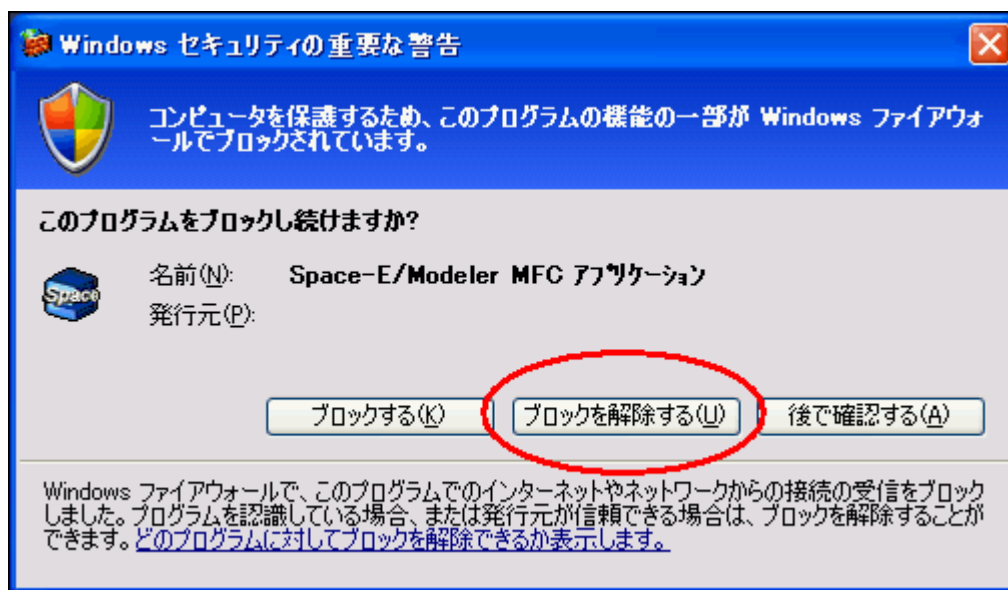 Windows セキュリティの重要な警告
コンピュータを保護するため、このプログラムの機能の一部が Windows ファイアウォ
ールでブロックされています。
このプログラムをブロックし続けますか?
Space
名前(N): Space-E/Modeler MFC アプリケーション
発行元(P):
ブロックする(K) ブロックを解除する(U) 後で確認する(A)
Windows ファイアウォールで、このプログラムでのインターネットやネットワークからの接続の受信をブロック
しました。プログラムを認識している場合、または発行元が信頼できる場合は、ブロックを解除することが
できます。どのプログラムに対してブロックを解除できるか表示します。